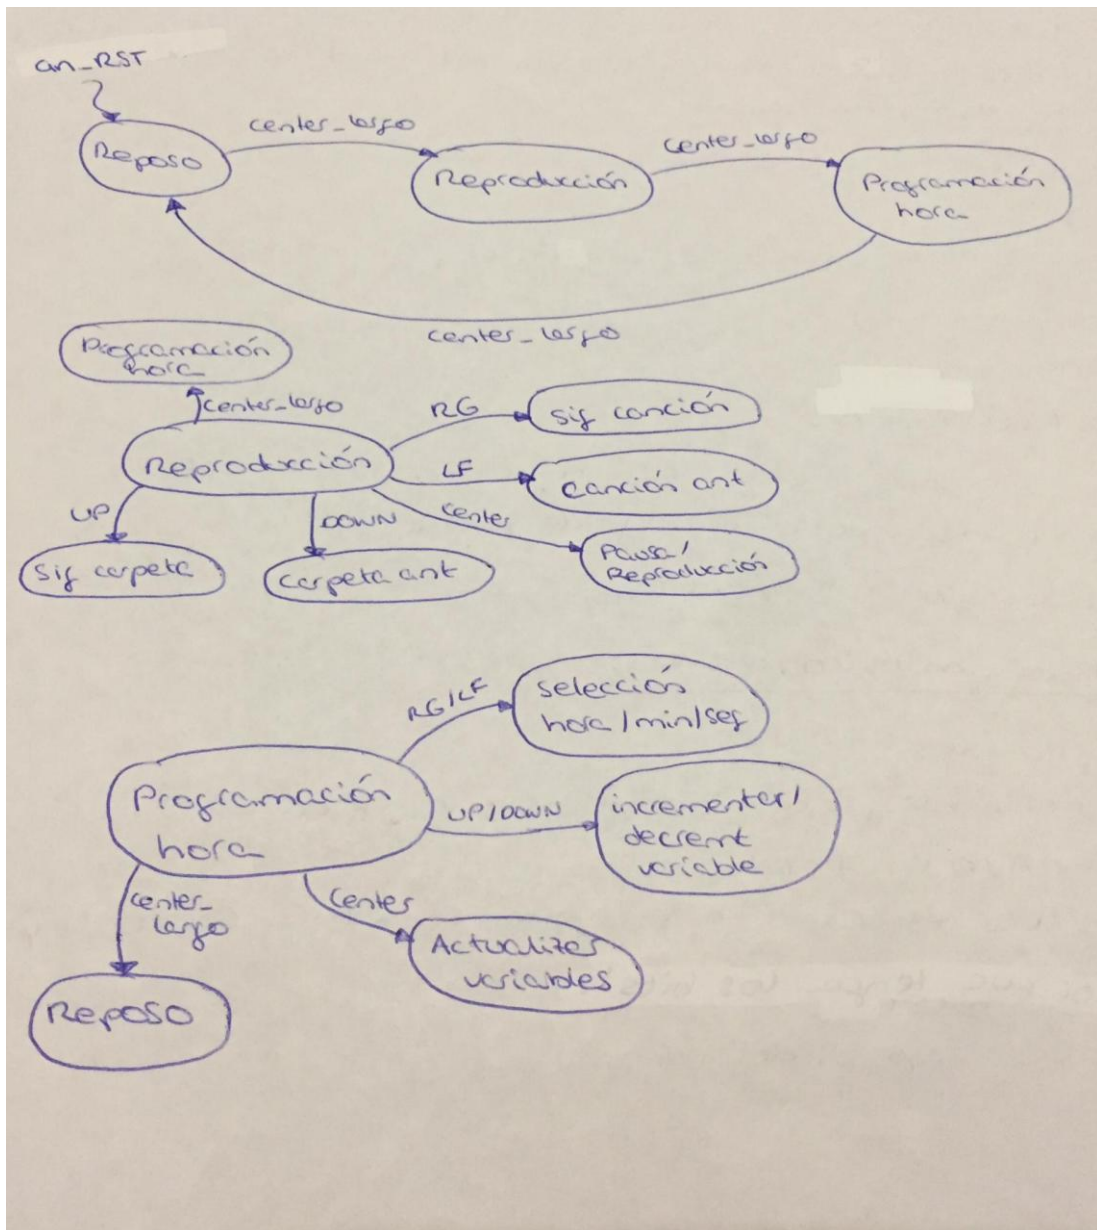 an_RST
Reposo
center_largo
Reproducción
center_largo
Programación
hora
center_largo
Programación
hora
center_largo
Reproducción
RG
sig canción
LF
canción ant
center
Pausa/
Reproducción
UP
sig carpeta
DOWN
carpeta ant
Programación
hora
RG/LF
selección
hora/min/seg
UP/DOWN
incrementar/
decremt
variable
center
Actualizar
variables
center_
largo
Reposo